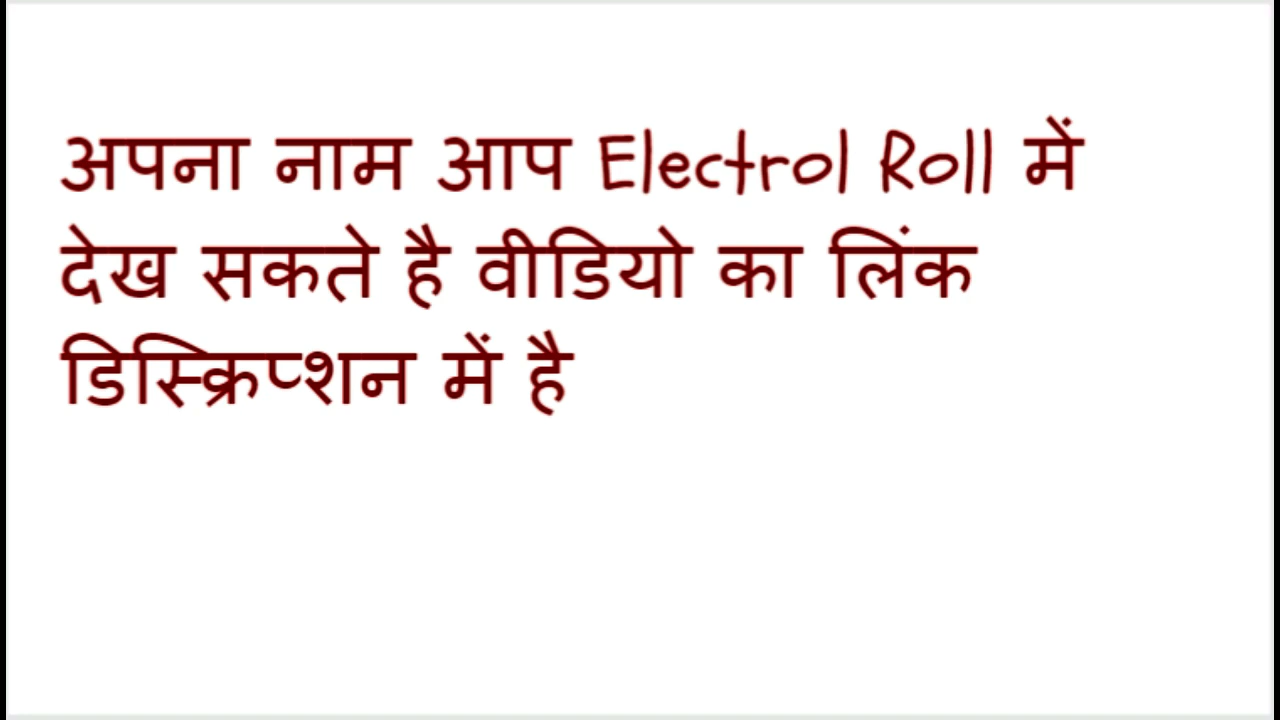 अपना नाम आप Electrol Roll में
देख सकते है वीडियो का लिंक
डिस्क्रिप्शन में है